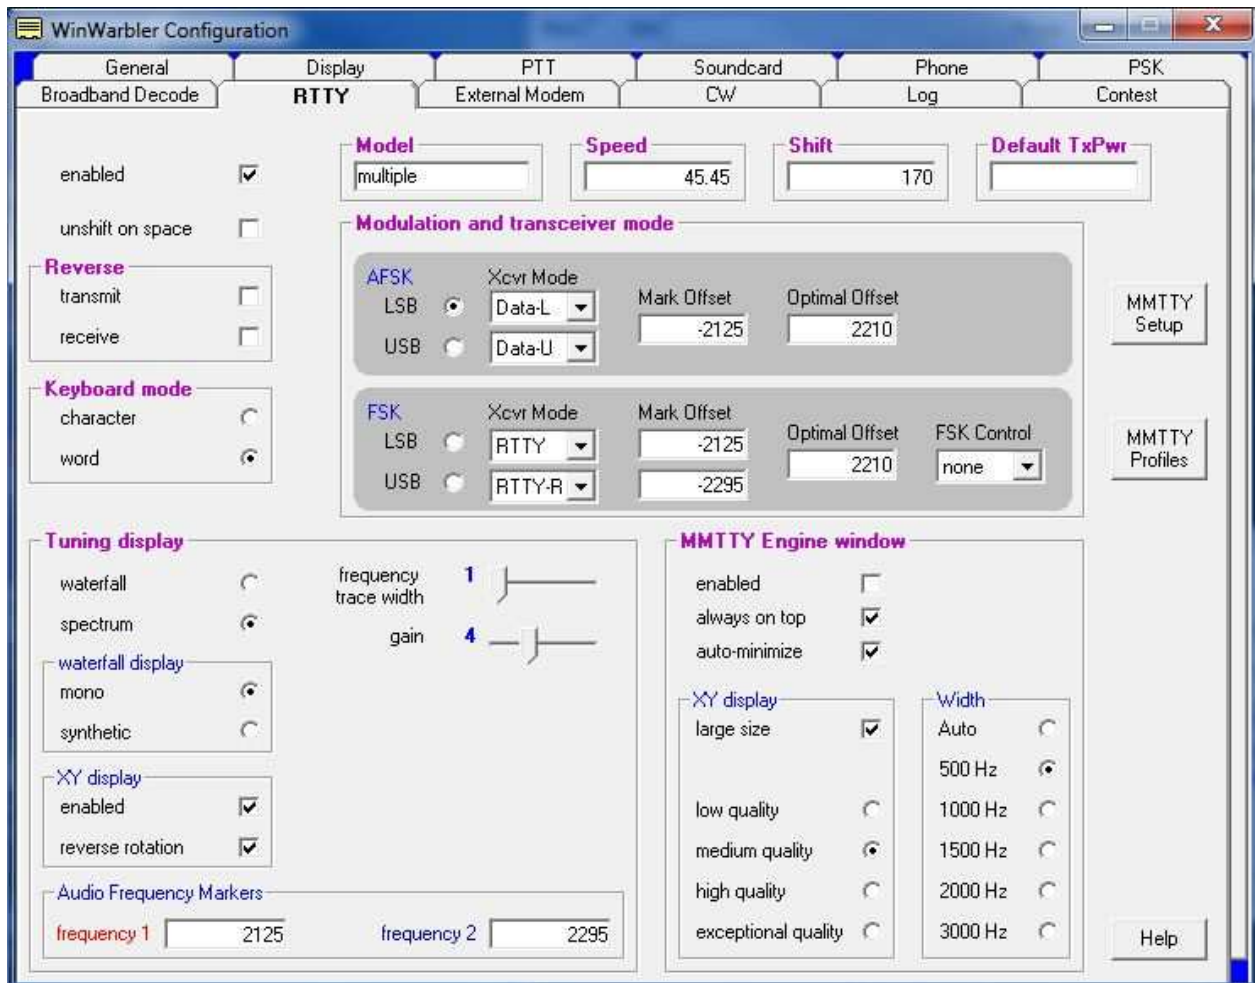 WinWarbler Configuration
General Display PTT Soundcard Phone PSK
Broadband Decode RTTY External Modem CW Log Contest
enabled
unshift on space
Reverse
transmit
receive
Keyboard mode
character
word
Model
multiple
Speed
45.45
Shift
170
Default TxPwr
Modulation and transceiver mode
AFSK Xcvr Mode Mark Offset Optimal Offset
LSB Data-L -2125 2210
USB Data-U
FSK Xcvr Mode Mark Offset Optimal Offset FSK Control
LSB RTTY -2125 2210 none
USB RTTY-R -2295
MMTTY
Setup
MMTTY
Profiles
Tuning display
waterfall
spectrum
frequency
trace width 1
gain 4
waterfall display
mono
synthetic
XY display
enabled
reverse rotation
Audio Frequency Markers
frequency 1 2125 frequency 2 2295
MMTTY Engine window
enabled
always on top
auto-minimize
XY display
large size
low quality
medium quality
high quality
exceptional quality
Width
Auto
500 Hz
1000 Hz
1500 Hz
2000 Hz
3000 Hz
Help